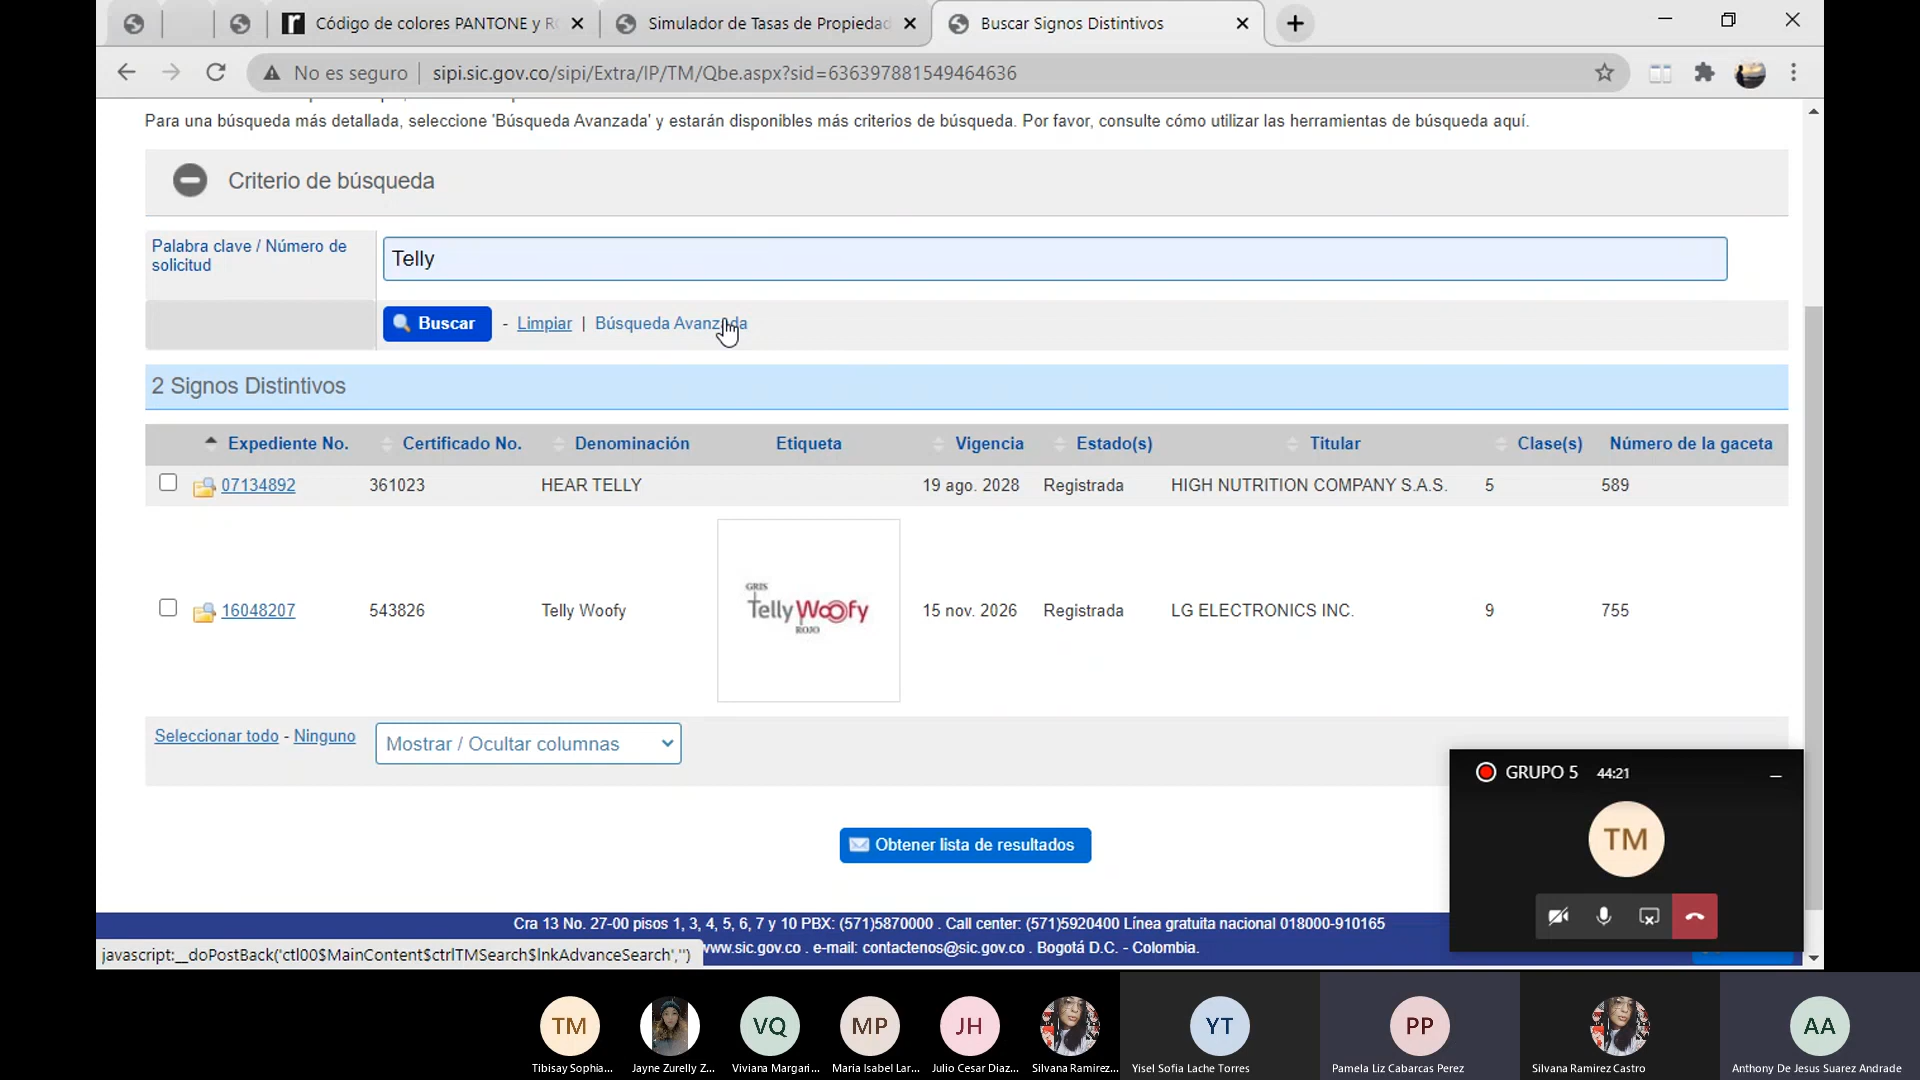 Código de colores PANTONE y R
Simulador de Tasas de Propiedad
Buscar Signos Distintivos
No es seguro
sipi.sic.gov.co/sipi/Extra/IP/TM/Qbe.aspx?sid=636397881549464636
Para una búsqueda más detallada, seleccione 'Búsqueda Avanzada' y estarán disponibles más criterios de búsqueda. Por favor, consulte cómo utilizar las herramientas de búsqueda aquí.
Criterio de búsqueda
Palabra clave / Número de
solicitud
Telly
Buscar - Limpiar | Búsqueda Avanzada
2 Signos Distintivos
Expediente No. Certificado No. Denominación Etiqueta Vigencia Estado(s) Titular Clase(s) Número de la gaceta
07134892 361023 HEAR TELLY 19 ago. 2028 Registrada HIGH NUTRITION COMPANY S.A.S. 5 589
GRIS
Telly Woofy
ROJO
16048207 543826 Telly Woofy 15 nov. 2026 Registrada LG ELECTRONICS INC. 9 755
Seleccionar todo - Ninguno
Mostrar / Ocultar columnas
GRUPO 5 44:21
TM
Obtener lista de resultados
Cra 13 No. 27-00 pisos 1, 3, 4, 5, 6, 7 y 10 PBX: (571)5870000 . Call center: (571)5920400 Línea gratuita nacional 018000-910165
www.sic.gov.co . e-mail: contactenos@sic.gov.co . Bogotá D.C. - Colombia.
javascript:__doPostBack('ctl00$MainContent$ctrlTMSearch$lnkAdvanceSearch','')
TM VQ MP JH YT PP AA
Tibisay Sophia... Jayne Zurelly Z... Viviana Margari... Maria Isabel Lar... Julio Cesar Diaz... Silvana Ramirez... Yisel Sofia Lache Torres Pamela Liz Cabarcas Perez Silvana Ramirez Castro Anthony De Jesus Suarez Andrade